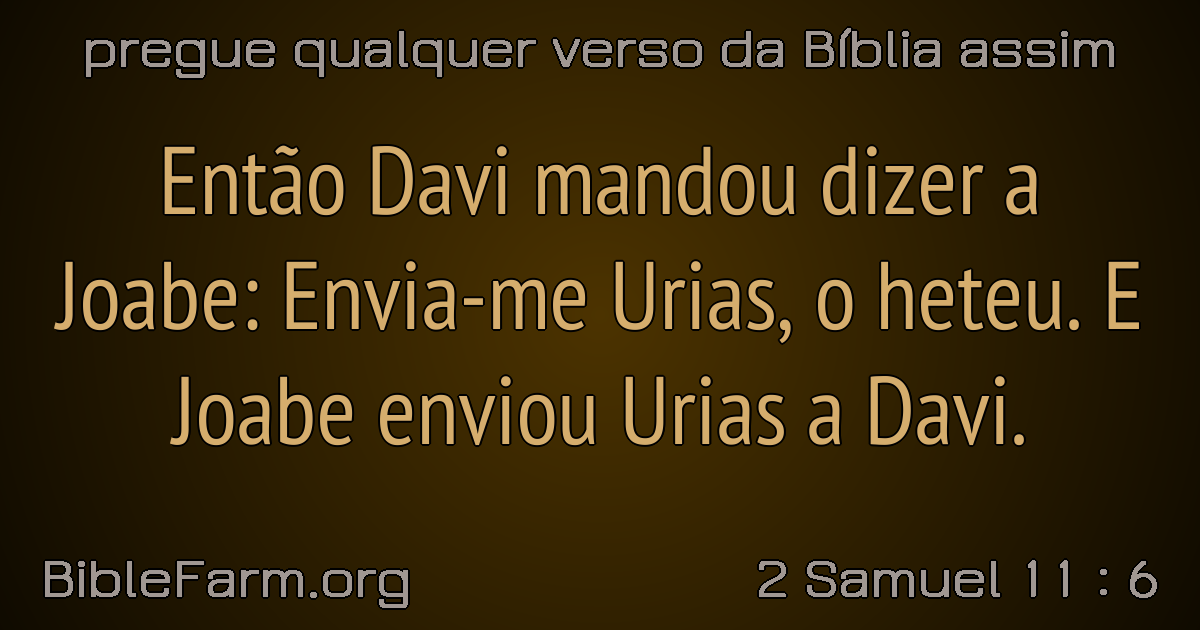 pregue qualquer verso da Bíblia assim
Então Davi mandou dizer a
Joabe: Envia-me Urias, o heteu. E
Joabe enviou Urias a Davi.
BibleFarm.org
2 Samuel 11 : 6